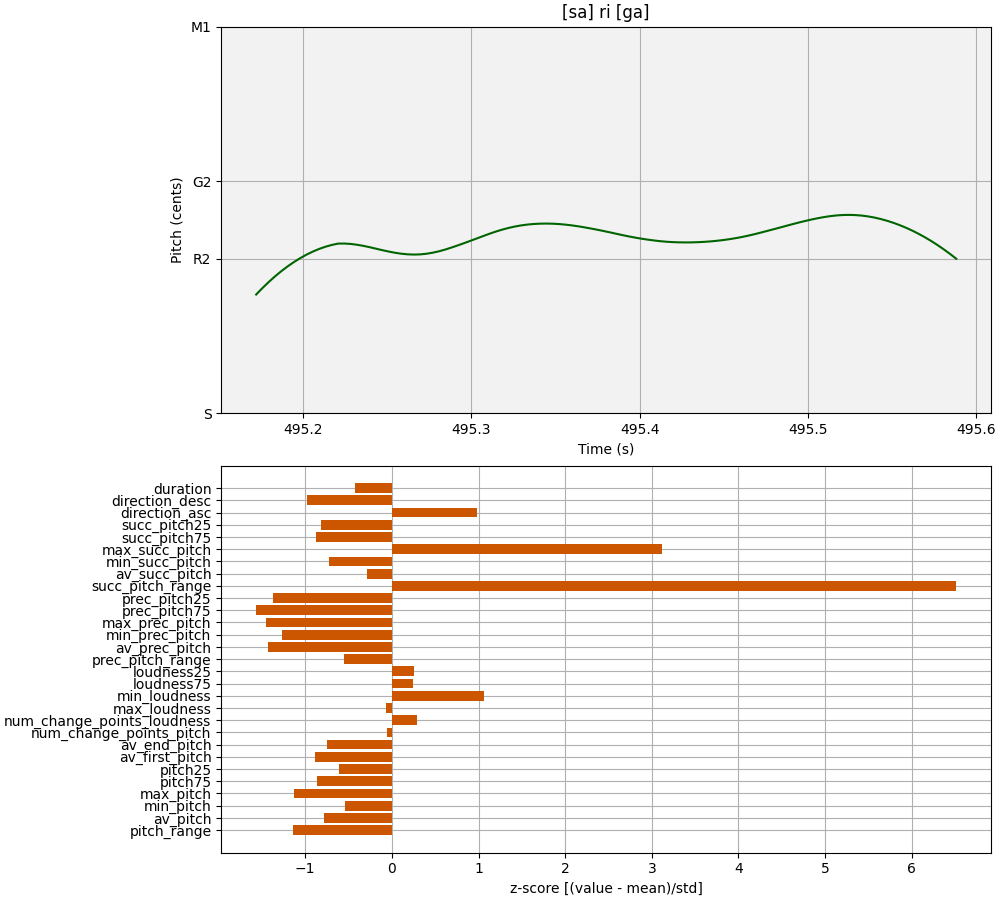 [sa] ri [ga]
M1
G2
R2
S
Pitch (cents)
495.2 495.3 495.4 495.5 495.6
Time (s)
duration
direction_desc
direction_asc
succ_pitch25
succ_pitch75
max_succ_pitch
min_succ_pitch
av_succ_pitch
succ_pitch_range
prec_pitch25
prec_pitch75
max_prec_pitch
min_prec_pitch
av_prec_pitch
prec_pitch_range
loudness25
loudness75
min_loudness
max_loudness
num_change_points_loudness
num_change_points_pitch
av_end_pitch
av_first_pitch
pitch25
pitch75
max_pitch
min_pitch
av_pitch
pitch_range
−1 0 1 2 3 4 5 6
z-score [(value - mean)/std]